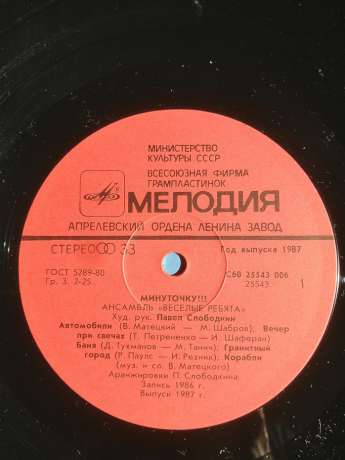 МИНИСТЕРСТВО
КУЛЬТУРЫ СССР
ВСЕСОЮЗНАЯ ФИРМА
ГРАМПЛАСТИНОК
МЕЛОДИЯ
АПРЕЛЕВСКИЙ ОРДЕНА ЛЕНИНА ЗАВОД
СТЕРЕО 33
Год выпуска 1987
ГОСТ 5289-80
Гр. 3. 2-25
С60 25543 006
25543
1
МИНУТОЧКУ!!!
АНСАМБЛЬ «ВЕСЕЛЫЕ РЕБЯТА»
Худ. рук. Павел Слободкин
Автомобили (В. Матецкий — М. Шабров); Вечер
при свечах (Т. Петрененко — И. Шаферан)
Баня (Д. Тухманов — М. Танич); Гранитный
город (Р. Паулс — И. Резник); Корабли
(муз. и сл. В. Матецкого)
Аранжировки П. Слободкина
Запись 1986 г.
Выпуск 1987 г.